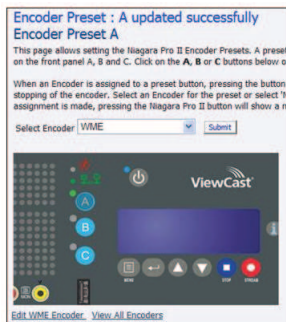 Encoder Preset : A updated successfully
Encoder Preset A
This page allows setting the Niagara Pro II Encoder Presets. A preset
on the front panel A, B and C. Click on the A, B or C buttons below o
When an Encoder is assigned to a preset button, pressing the button
stopping of the encoder. Select an Encoder for the preset or select
assignment is made, pressing the Niagara Pro II button will show a
Select Encoder WME Submit
ViewCast
A
B
C
MENU STOP STREAM
Edit WME Encoder View All Encoders